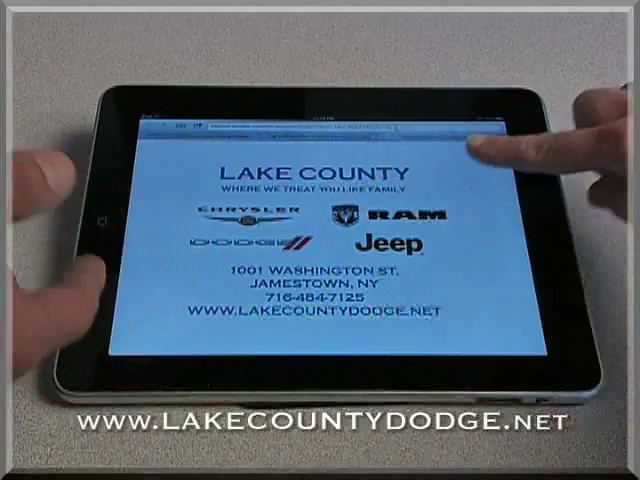 LAKE COUNTY
WHERE WE TREAT YOU LIKE FAMILY
CHRYSLER
RAM
DODGE
Jeep
1001 WASHINGTON ST.
JAMESTOWN, NY
716-484-7125
WWW.LAKECOUNTYDODGE.NET
WWW.LAKECOUNTYDODGE.NET